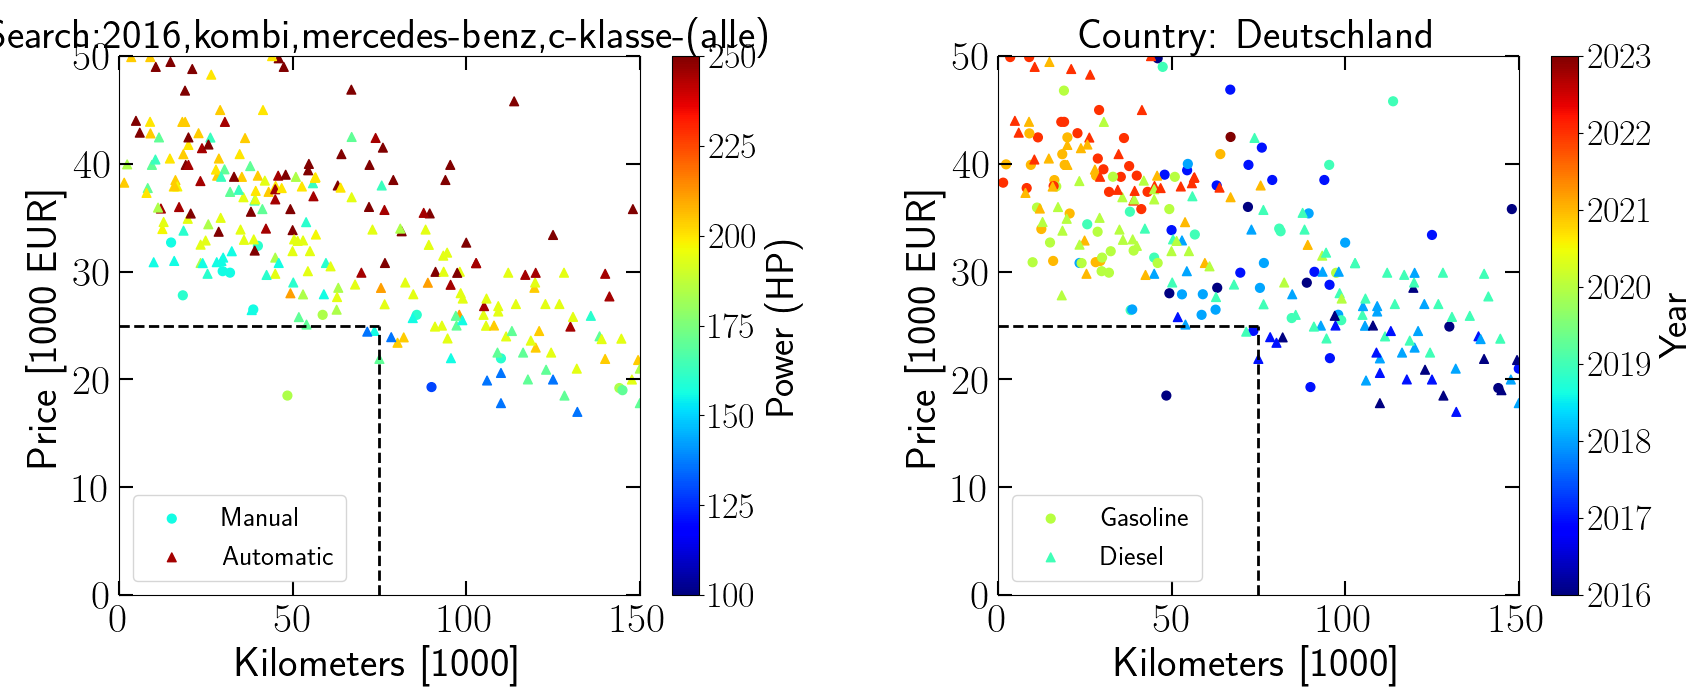 Search:2016,kombi,mercedes-benz,c-klasse-(alle)
Price [1000 EUR]
50
40
30
20
10
0
0 50 100 150
Kilometers [1000]
Manual
Automatic
250
225
200
175
150
125
100
Power (HP)
Country: Deutschland
Price [1000 EUR]
50
40
30
20
10
0
0 50 100 150
Kilometers [1000]
Gasoline
Diesel
2023
2022
2021
2020
2019
2018
2017
2016
Year